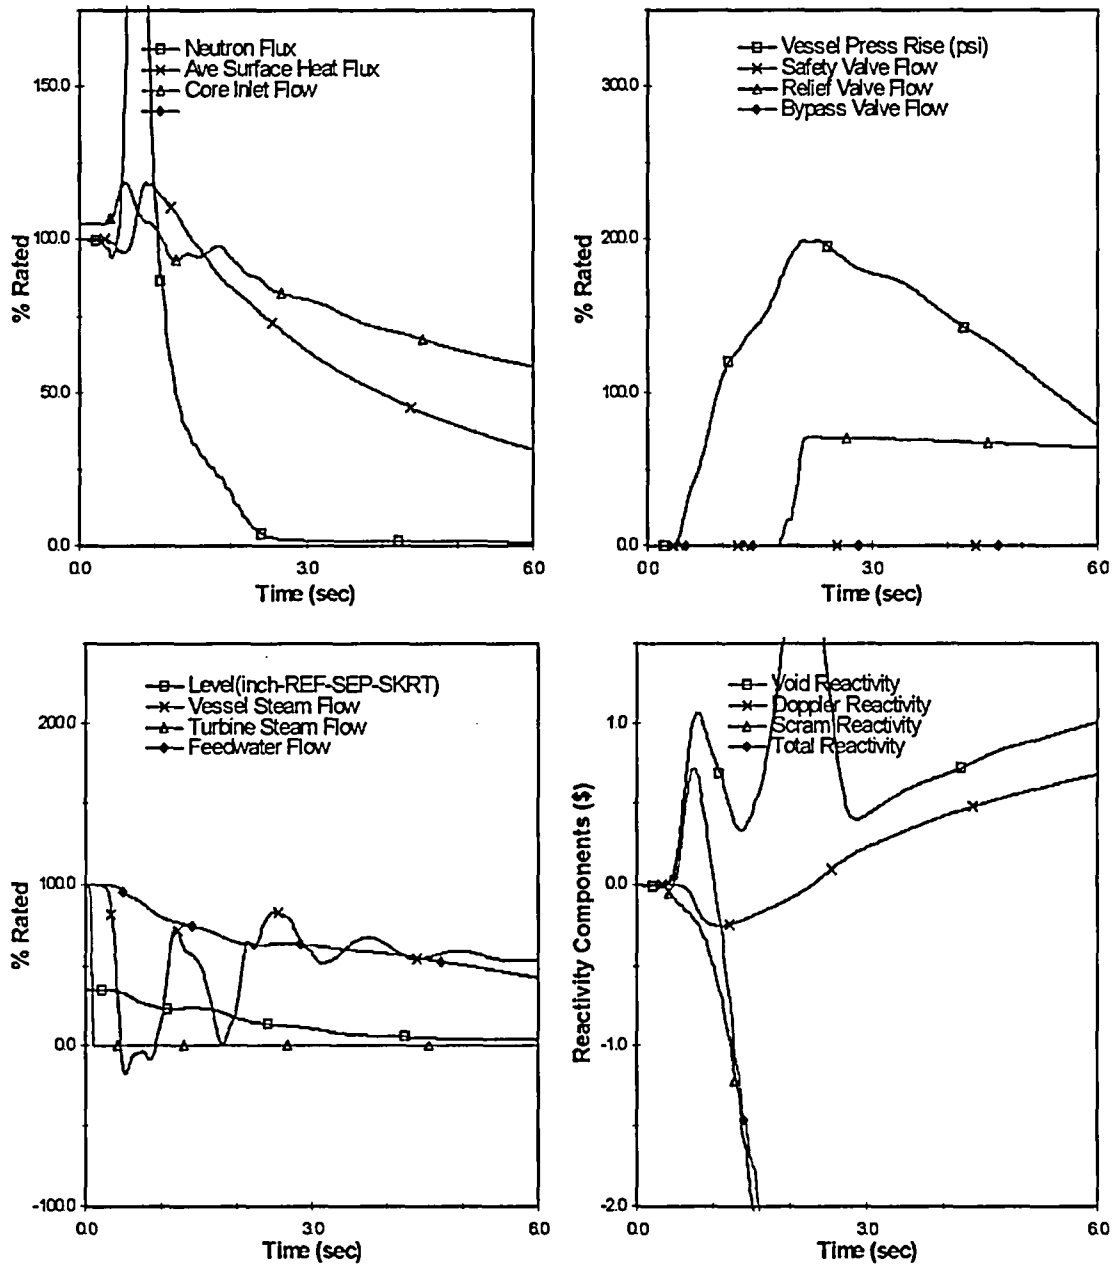 Neutron Flux
Ave Surface Heat Flux
Core Inlet Flow
150.0
100.0
50.0
0.0
% Rated
0.0
3.0
6.0
Time (sec)
Vessel Press Rise (psi)
Safety Valve Flow
Relief Valve Flow
Bypass Valve Flow
300.0
200.0
100.0
0.0
% Rated
0.0
3.0
6.0
Time (sec)
Level(inch-REF-SEP-SKRT)
Vessel Steam Flow
Turbine Steam Flow
Feedwater Flow
200.0
100.0
0.0
-100.0
% Rated
0.0
3.0
6.0
Time (sec)
Void Reactivity
Doppler Reactivity
Scram Reactivity
Total Reactivity
1.0
0.0
-1.0
-2.0
Reactivity Components ($)
0.0
3.0
6.0
Time (sec)